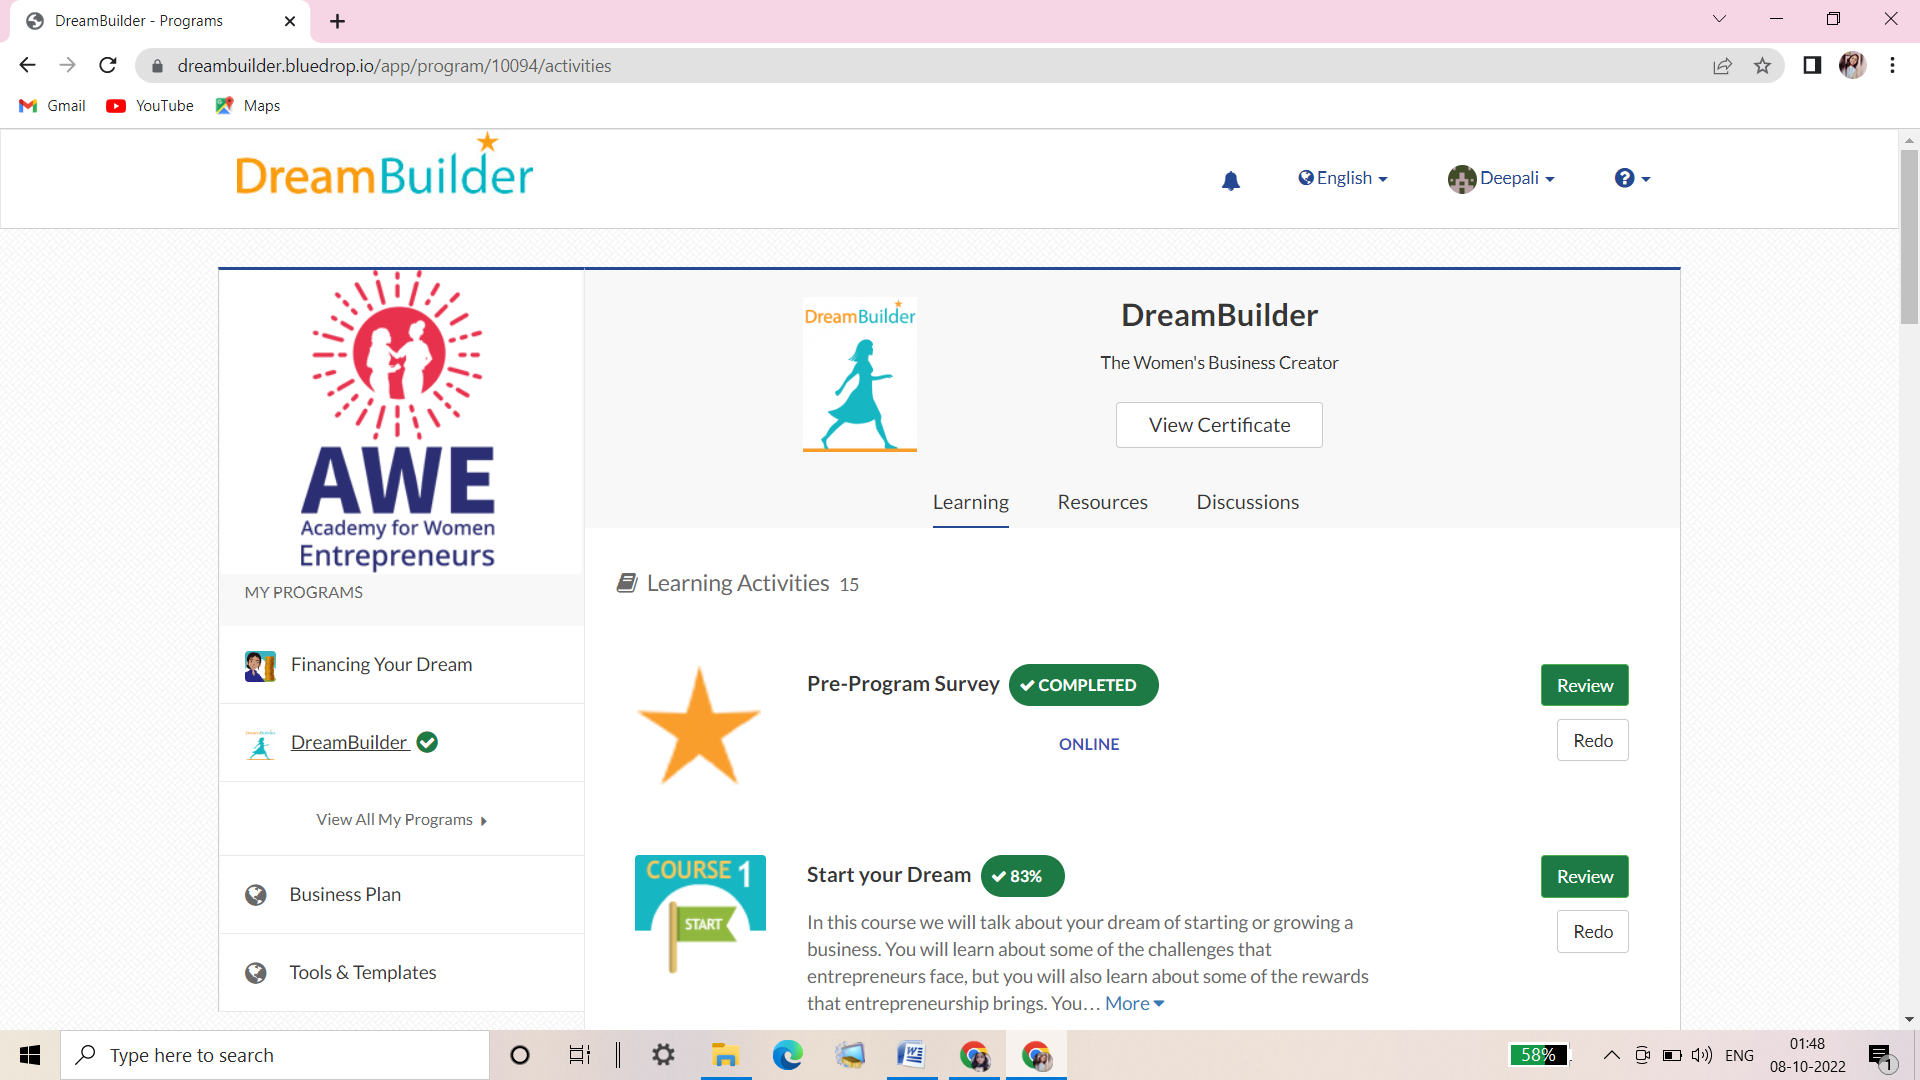 DreamBuilder - Programs
dreambuilder.bluedrop.io/app/program/10094/activities
Gmail
YouTube
Maps
DreamBuilder
English
Deepali
AWE
Academy for Women
Entrepreneurs
MY PROGRAMS
Financing Your Dream
DreamBuilder
View All My Programs
Business Plan
Tools & Templates
DreamBuilder
DreamBuilder
The Women's Business Creator
View Certificate
Learning
Resources
Discussions
Learning Activities 15
Pre-Program Survey
COMPLETED
ONLINE
Review
Redo
COURSE 1
START
Start your Dream
83%
In this course we will talk about your dream of starting or growing a
business. You will learn about some of the challenges that
entrepreneurs face, but you will also learn about some of the rewards
that entrepreneurship brings. You… More
Review
Redo
Type here to search
58%
ENG
01:48
08-10-2022
1